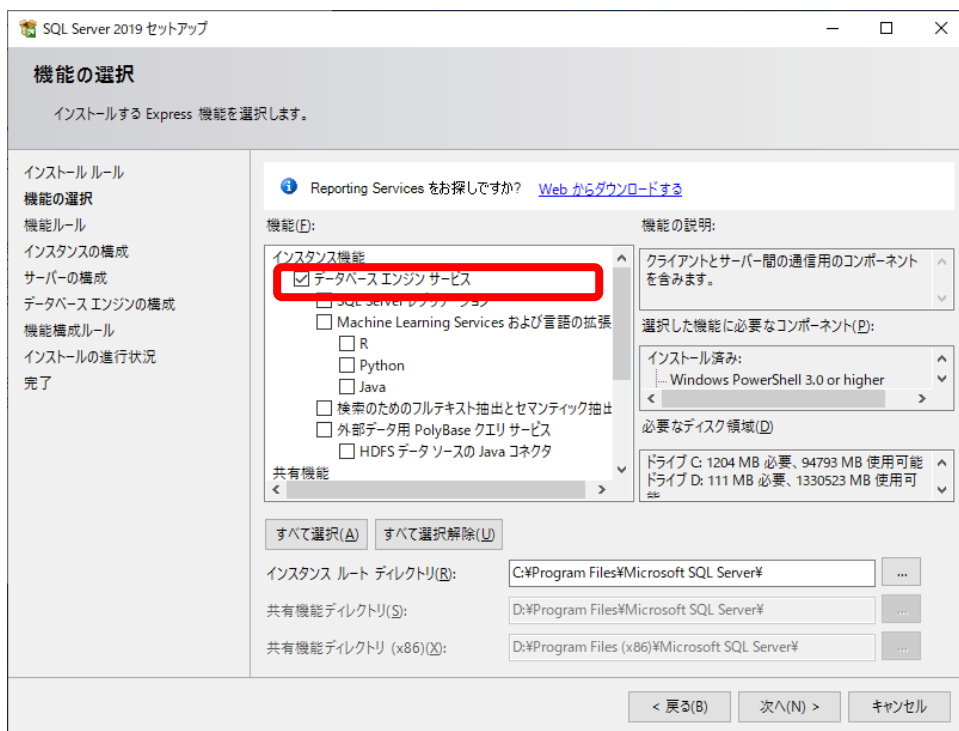 SQL Server 2019 セットアップ
機能の選択
インストールする Express 機能を選択します。
インストール ルール
機能の選択
機能ルール
インスタンスの構成
サーバーの構成
データベース エンジンの構成
機能構成ルール
インストールの進行状況
完了
Reporting Services をお探しですか? Web からダウンロードする
機能(F):
インスタンス機能
データベース エンジン サービス
SQL Server レプリケーション
Machine Learning Services および言語の拡張
R
Python
Java
検索のためのフルテキスト抽出とセマンティック抽出
外部データ用 PolyBase クエリ サービス
HDFS データ ソースの Java コネクタ
共有機能
機能の説明:
クライアントとサーバー間の通信用のコンポーネント
を含みます。
選択した機能に必要なコンポーネント(P):
インストール済み:
Windows PowerShell 3.0 or higher
必要なディスク領域(D)
ドライブ C: 1204 MB 必要、94793 MB 使用可能
ドライブ D: 111 MB 必要、1330523 MB 使用可
能
すべて選択(A) すべて選択解除(U)
インスタンス ルート ディレクトリ(R): C:¥Program Files¥Microsoft SQL Server¥ ...
共有機能ディレクトリ(S): D:¥Program Files¥Microsoft SQL Server¥ ...
共有機能ディレクトリ (x86)(X): D:¥Program Files (x86)¥Microsoft SQL Server¥ ...
< 戻る(B) 次へ(N) > キャンセル